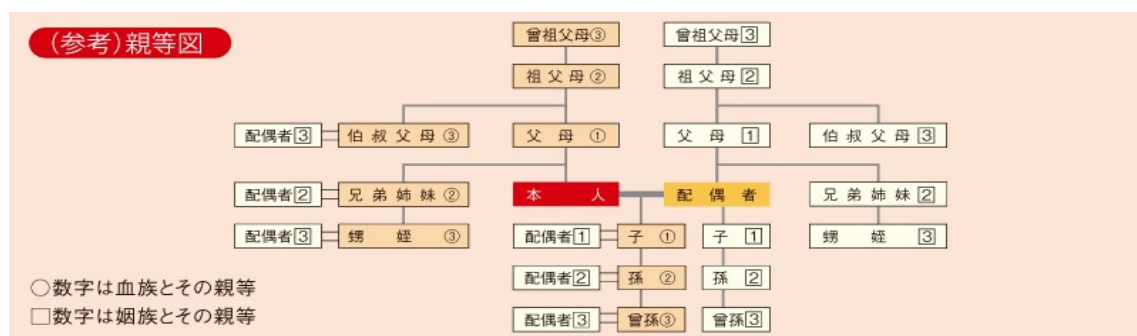 (参考)親等図
曾祖父母③ 曾祖父母3
祖父母② 祖父母2
配偶者3 伯叔父母③ 父母① 父母1 伯叔父母3
配偶者2 兄弟姉妹② 本人 配偶者 兄弟姉妹2
配偶者3 甥姪③ 配偶者1 子① 子1 甥姪3
配偶者2 孫② 孫2
配偶者3 曾孫③ 曾孫3
○数字は血族とその親等
□数字は姻族とその親等